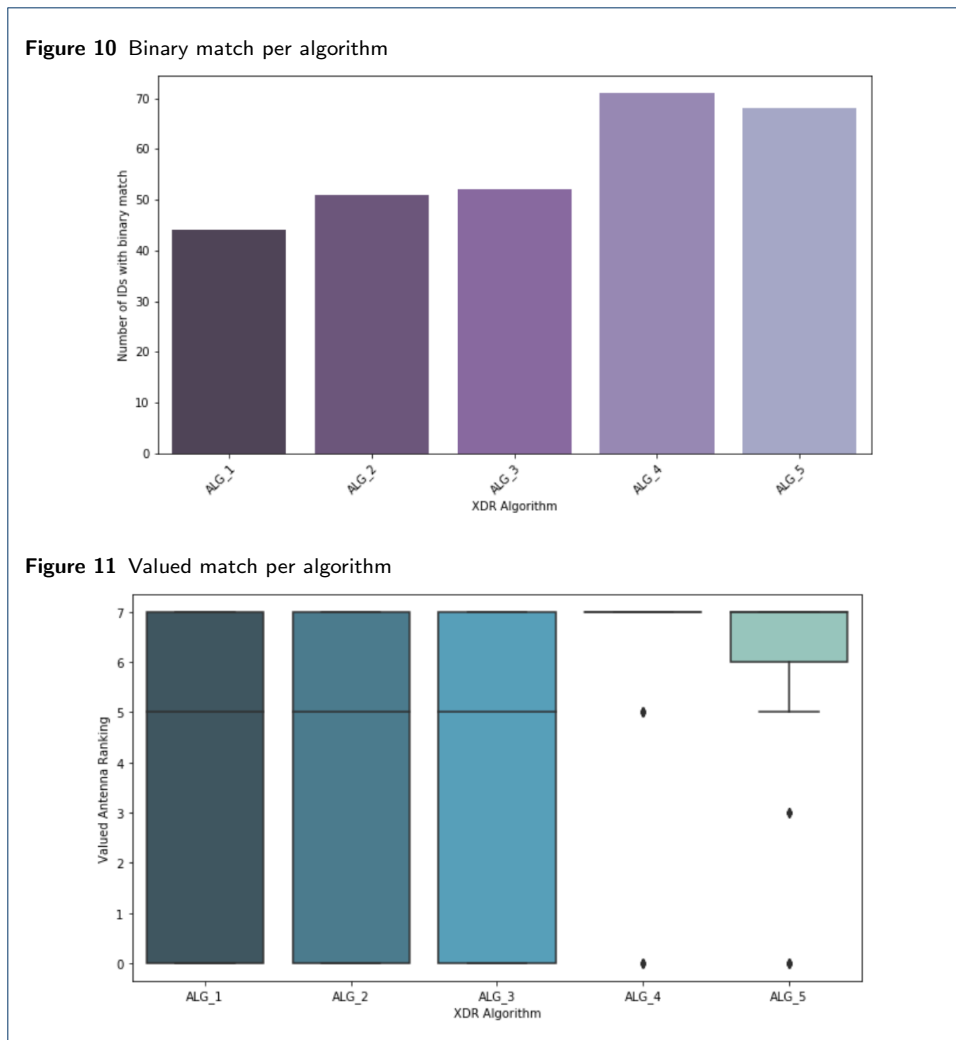 Figure 10 Binary match per algorithm
Number of IDs with binary match
70
60
50
40
30
20
10
0
ALG_1
ALG_2
ALG_3
ALG_4
ALG_5
XDR Algorithm
Figure 11 Valued match per algorithm
Valued Antenna Ranking
7
6
5
4
3
2
1
0
ALG_1
ALG_2
ALG_3
ALG_4
ALG_5
XDR Algorithm